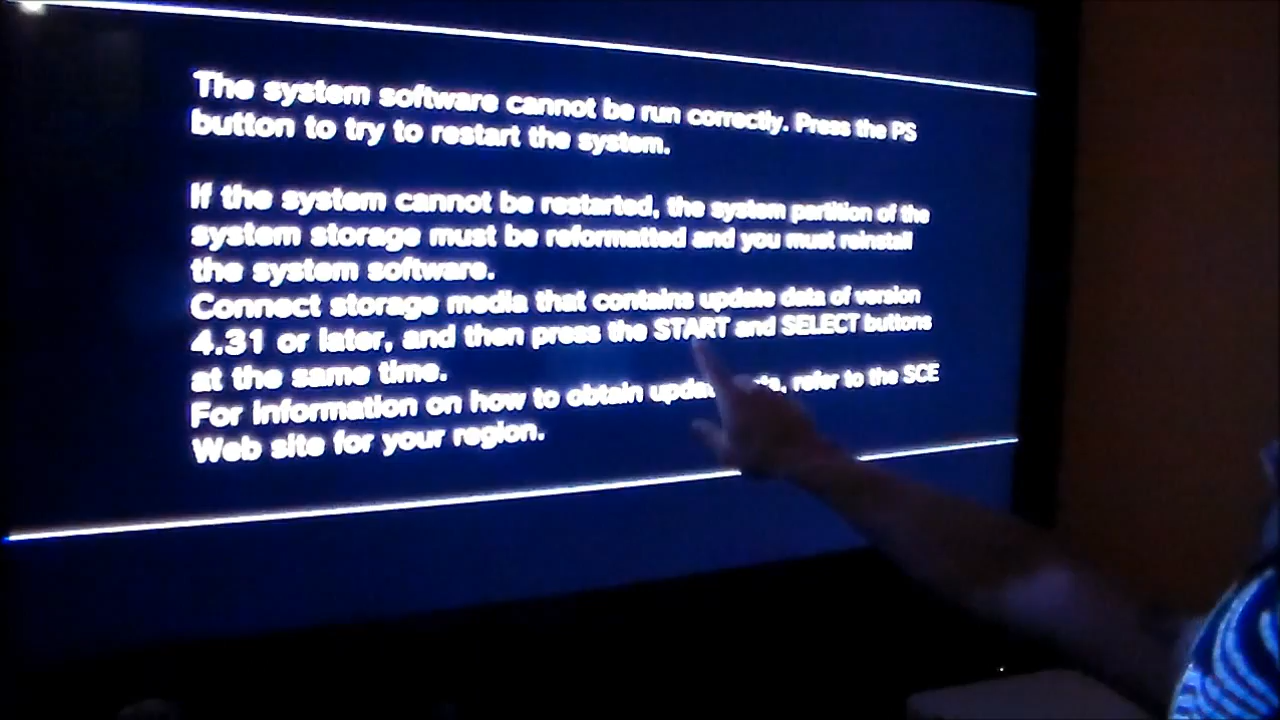 The system software cannot be run correctly. Press the PS
button to try to restart the system.
If the system cannot be restarted, the system partition of the
system storage must be reformatted and you must reinstall
the system software.
Connect storage media that contains update data of version
4.31 or later, and then press the START and SELECT buttons
at the same time.
For information on how to obtain update data, refer to the SCE
Web site for your region.